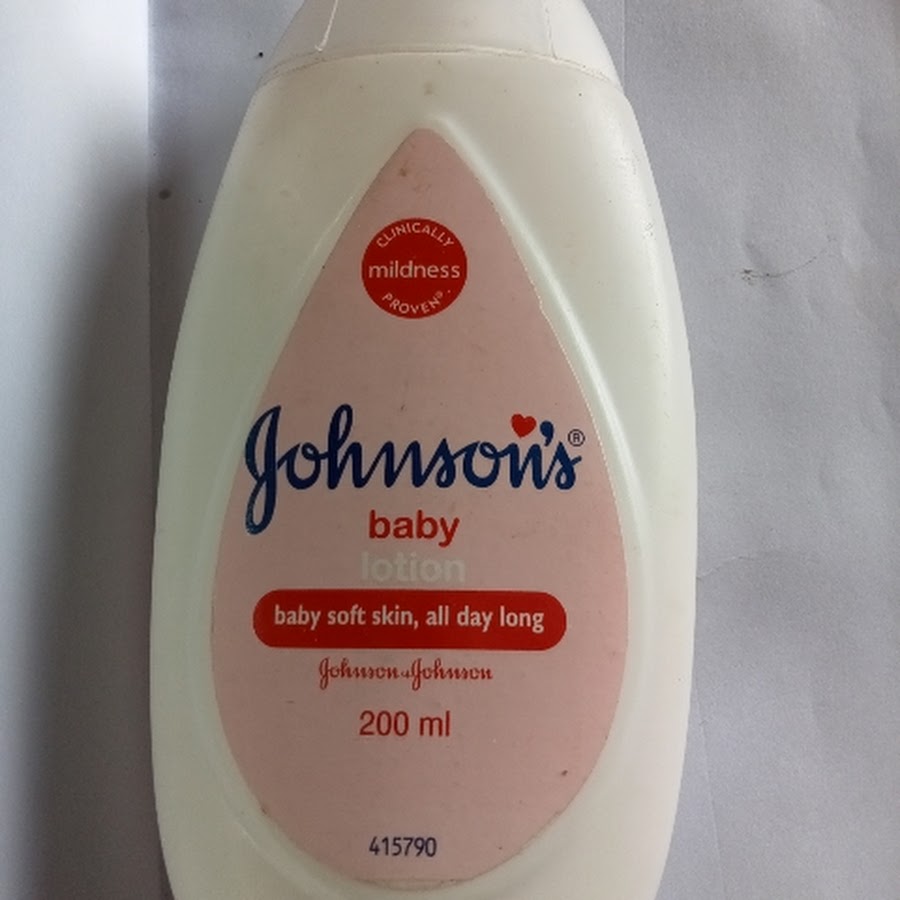 CLINICALLY
mildness
PROVEN®
Johnson's®
baby
lotion
baby soft skin, all day long
Johnson & Johnson
200 ml
415790